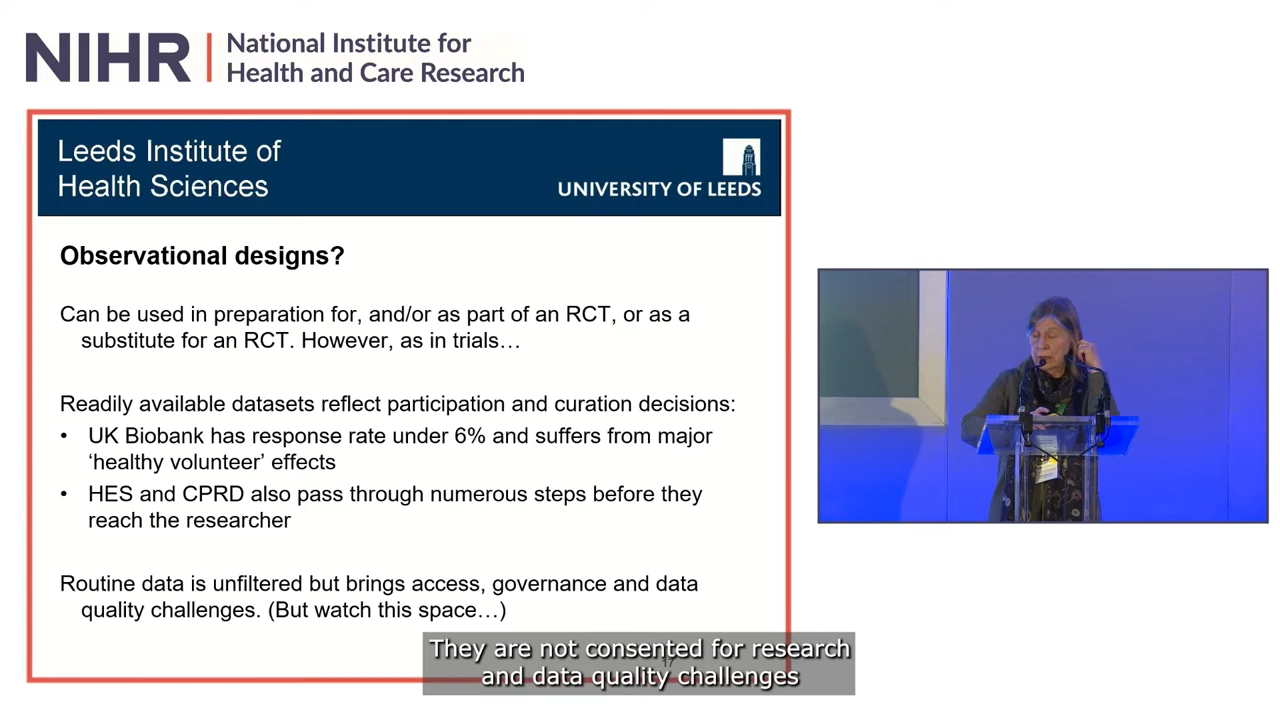 NIHR | National Institute for
Health and Care Research
Leeds Institute of
Health Sciences
UNIVERSITY OF LEEDS
Observational designs?
Can be used in preparation for, and/or as part of an RCT, or as a
substitute for an RCT. However, as in trials…
Readily available datasets reflect participation and curation decisions:
• UK Biobank has response rate under 6% and suffers from major
‘healthy volunteer’ effects
• HES and CPRD also pass through numerous steps before they
reach the researcher
Routine data is unfiltered but brings access, governance and data
quality challenges. (But watch this space…)
They are not consented for research
17
and data quality challenges